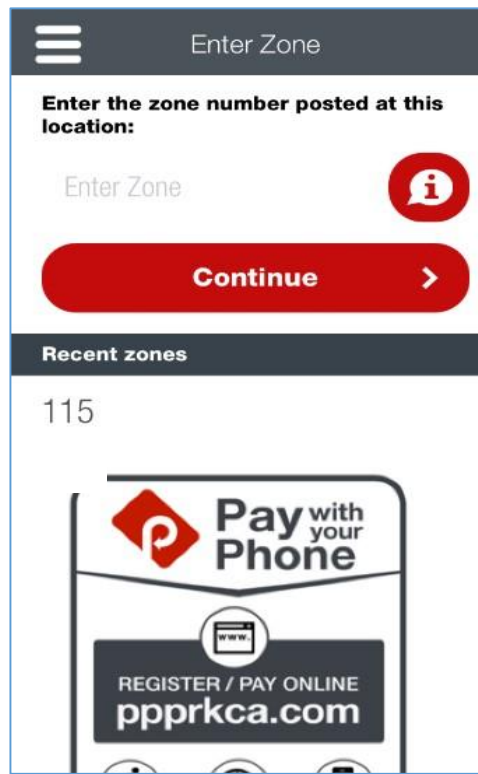 Enter Zone
Enter the zone number posted at this
location:
Enter Zone
Continue
Recent zones
115
Pay with
your
Phone
www.
REGISTER / PAY ONLINE
ppprkca.com